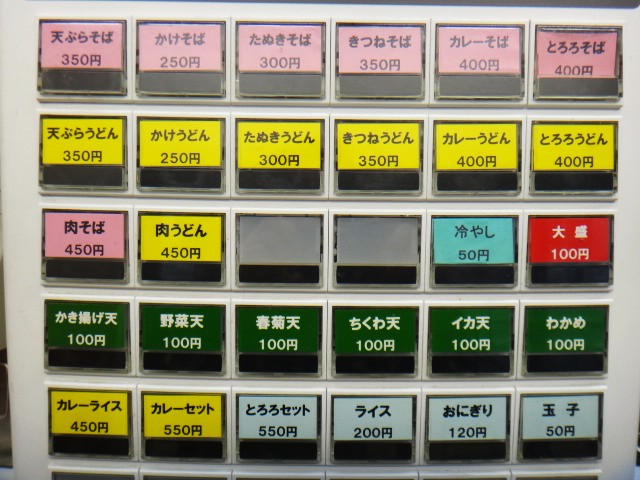 天ぷらそば
350円
かけそば
250円
たぬきそば
300円
きつねそば
350円
カレーそば
400円
とろろそば
400円
天ぷらうどん
350円
かけうどん
250円
たぬきうどん
300円
きつねうどん
350円
カレーうどん
400円
とろろうどん
400円
肉そば
450円
肉うどん
450円
冷やし
50円
大盛
100円
かき揚げ天
100円
野菜天
100円
春菊天
100円
ちくわ天
100円
イカ天
100円
わかめ
100円
カレーライス
450円
カレーセット
550円
とろろセット
550円
ライス
200円
おにぎり
120円
玉子
50円